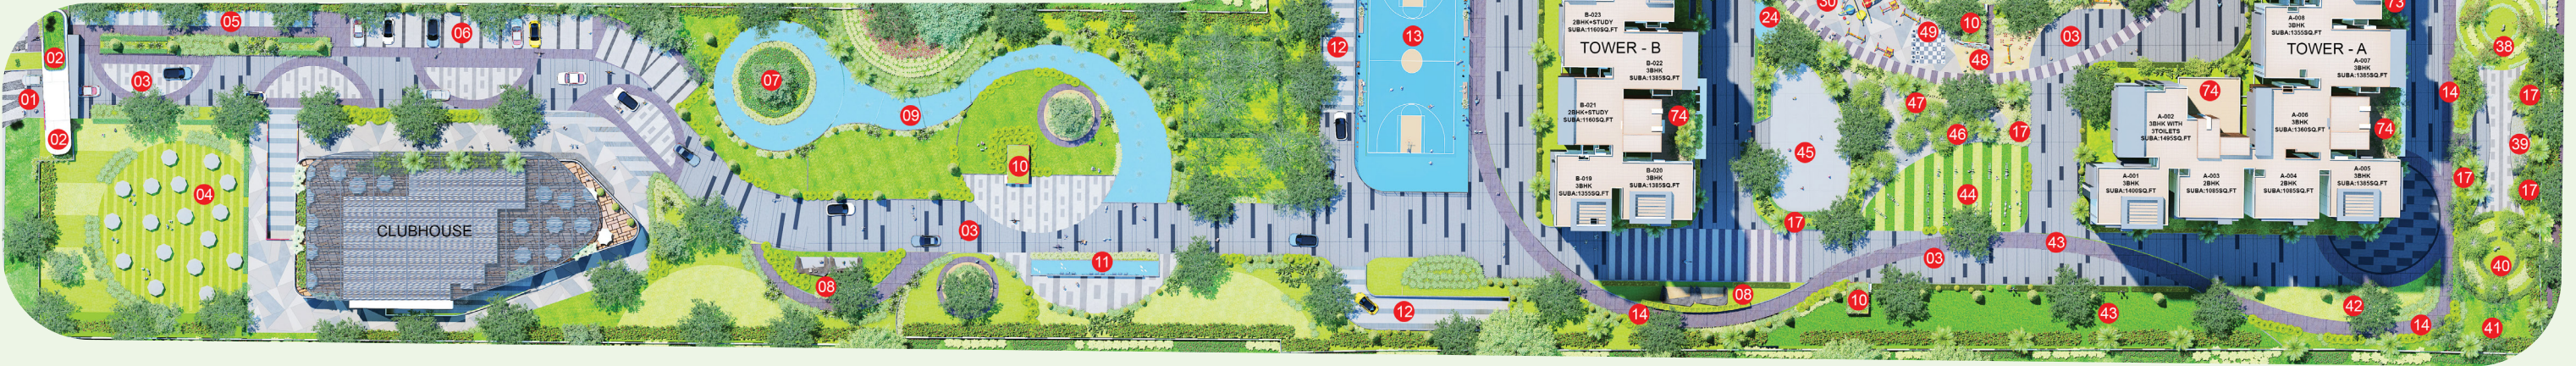 05
06
02
03
01
02
04
CLUBHOUSE
07
09
10
03
08
11
12
13
12
B-023
2BHK+STUDY
SUBA:1160SQ.FT
TOWER - B
B-022
3BHK
SUBA:1385SQ.FT
B-021
2BHK+STUDY
SUBA:1160SQ.FT
74
B-019
3BHK
SUBA:1355SQ.FT
B-020
3BHK
SUBA:1385SQ.FT
14
08
24
30
49
10
03
48
47
46
17
45
44
17
03
43
10
43
A-008
3BHK
SUBA:1355SQ.FT
73
TOWER - A
A-007
3BHK
SUBA:1385SQ.FT
74
A-002
3BHK WITH
3TOILETS
SUBA:1495SQ.FT
A-006
3BHK
SUBA:1360SQ.FT
74
A-001
3BHK
SUBA:1400SQ.FT
A-003
2BHK
SUBA:1085SQ.FT
A-004
2BHK
SUBA:1085SQ.FT
A-005
3BHK
SUBA:1385SQ.FT
38
14
17
39
17
17
40
42
14
41